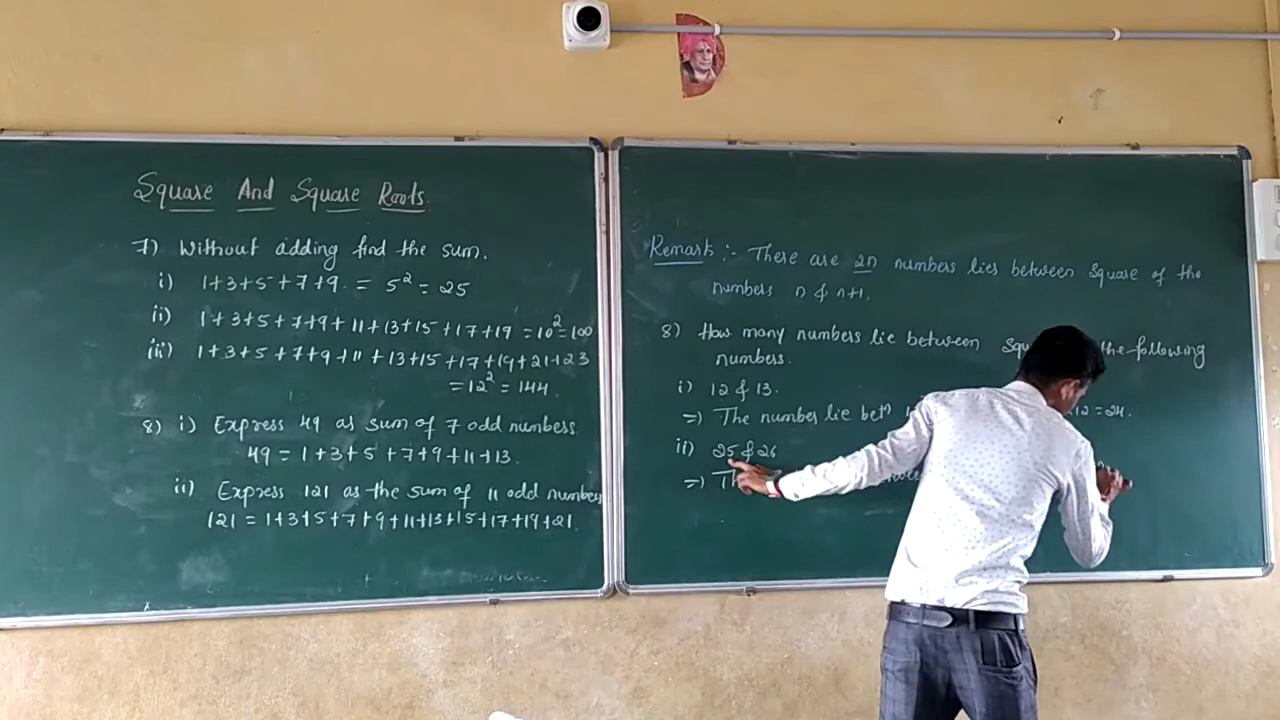 Square And Square Roots.
7) Without adding find the sum.
i) 1+3+5+7+9. = 5² = 25
ii) 1+3+5+7+9+11+13+15+17+19 = 10² = 100
iii) 1+3+5+7+9+11+13+15+17+19+21+23
= 12² = 144.
8) i) Express 49 as sum of 7 odd numbers
49 = 1+3+5+7+9+11+13.
ii) Express 121 as the sum of 11 odd numbers
121 = 1+3+5+7+9+11+13+15+17+19+21.
Remark :- There are 2n numbers lies between square of the
numbers n & n+1.
8) How many numbers lie between the following
numbers.
i) 12 & 13.
=) The number lie betⁿ 12 = 24.
ii) 25 & 26
=)